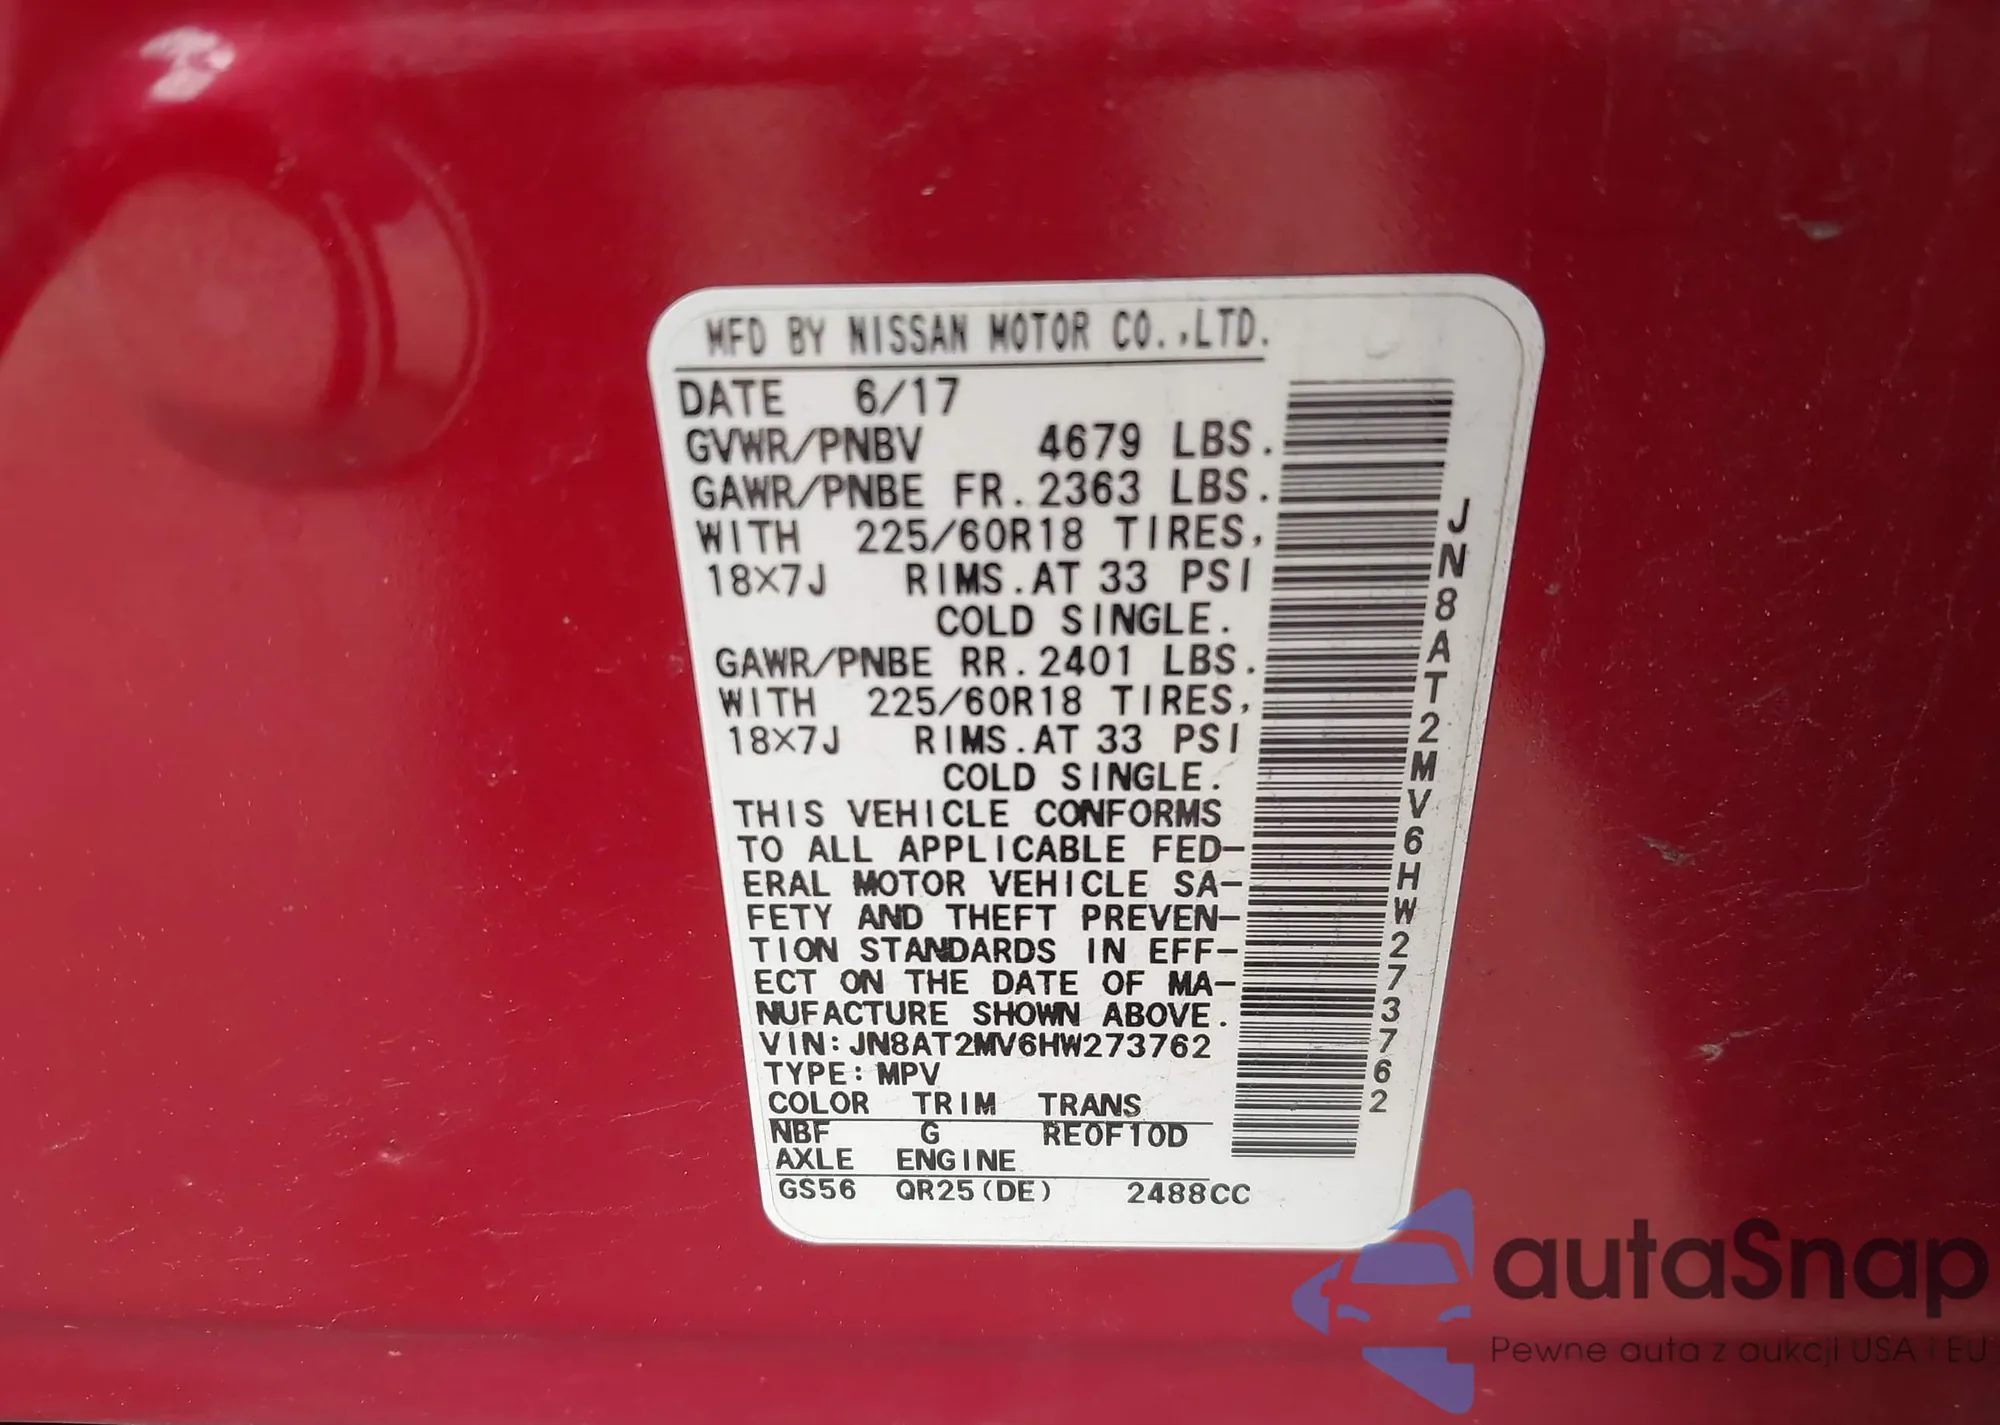 MFD BY NISSAN MOTOR CO.,LTD.
DATE 6/17
GVWR/PNBV 4679 LBS.
GAWR/PNBE FR. 2363 LBS.
WITH 225/60R18 TIRES,
18×7J RIMS. AT 33 PSI
COLD SINGLE.
GAWR/PNBE RR. 2401 LBS.
WITH 225/60R18 TIRES,
18×7J RIMS. AT 33 PSI
COLD SINGLE.
THIS VEHICLE CONFORMS
TO ALL APPLICABLE FED-
ERAL MOTOR VEHICLE SA-
FETY AND THEFT PREVEN-
TION STANDARDS IN EFF-
ECT ON THE DATE OF MA-
NUFACTURE SHOWN ABOVE.
VIN: JN8AT2MV6HW273762
TYPE: MPV
COLOR TRIM TRANS
NBF G RE0F10D
AXLE ENGINE
GS56 QR25(DE) 2488CC
JN8AT2MV6HW273762
autaSnap
Pewne auta z aukcji USA i EU